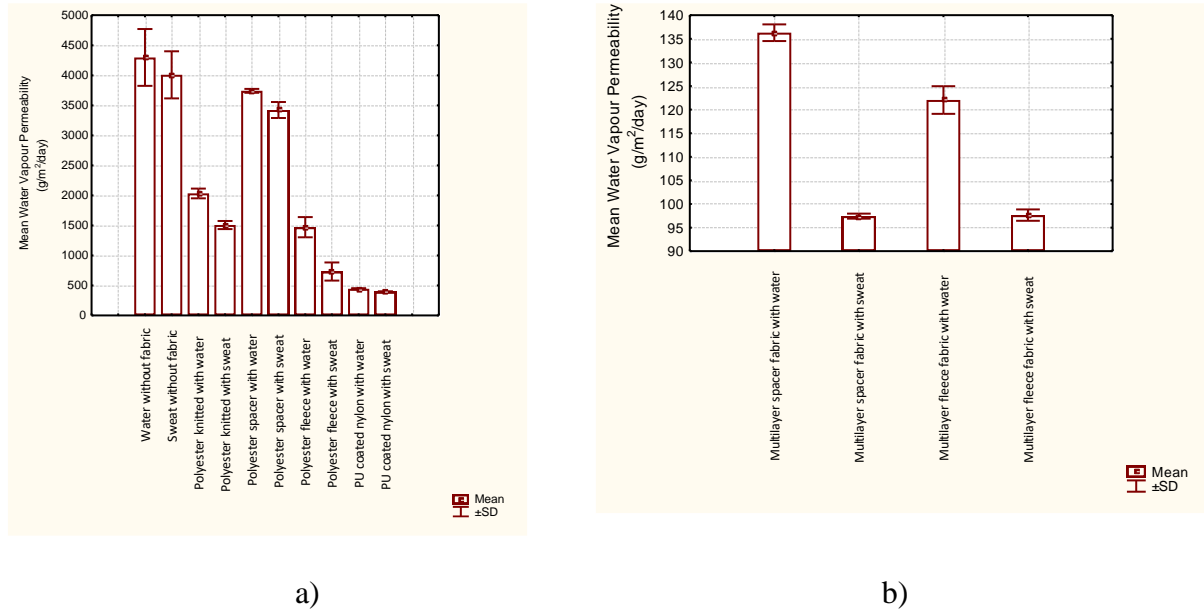 Mean Water Vapour Permeability
(g/m²/day)
5000
4500
4000
3500
3000
2500
2000
1500
1000
500
0
Water without fabric
Sweat without fabric
Polyester knitted with water
Polyester knitted with sweat
Polyester spacer with water
Polyester spacer with sweat
Polyester fleece with water
Polyester fleece with sweat
PU coated nylon with water
PU coated nylon with sweat
Mean
±SD
a)
Mean Water Vapour Permeability
(g/m²/day)
140
135
130
125
120
115
110
105
100
95
90
Multilayer spacer fabric with water
Multilayer spacer fabric with sweat
Multilayer fleece fabric with water
Multilayer fleece fabric with sweat
Mean
±SD
b)